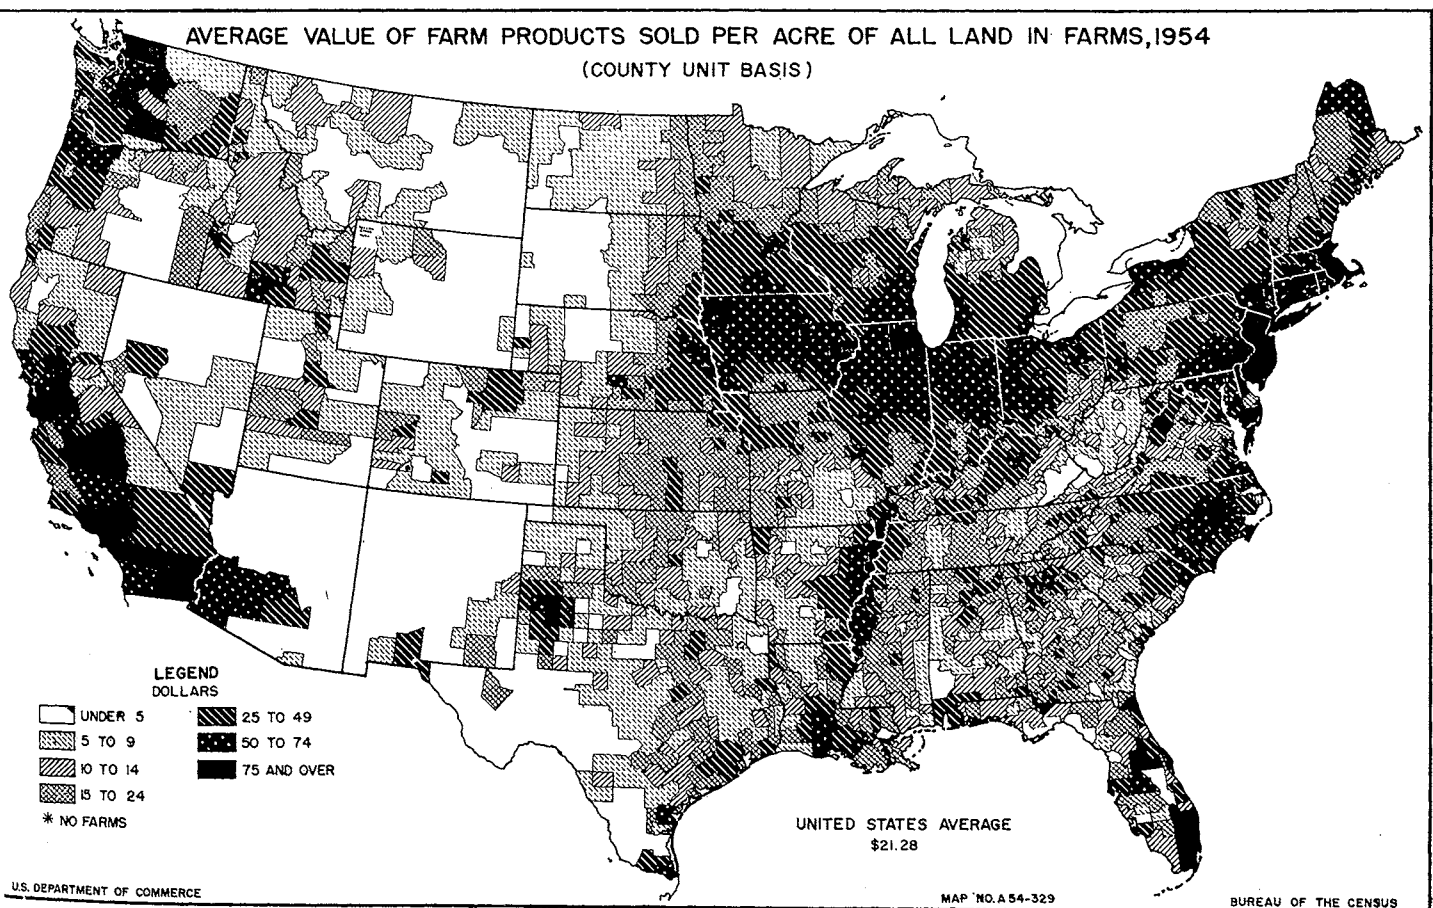 AVERAGE VALUE OF FARM PRODUCTS SOLD PER ACRE OF ALL LAND IN FARMS, 1954
(COUNTY UNIT BASIS)
LEGEND
DOLLARS
UNDER 5
5 TO 9
10 TO 14
15 TO 24
* NO FARMS
25 TO 49
50 TO 74
75 AND OVER
UNITED STATES AVERAGE
$21.28
U.S. DEPARTMENT OF COMMERCE
MAP NO. A54-329
BUREAU OF THE CENSUS